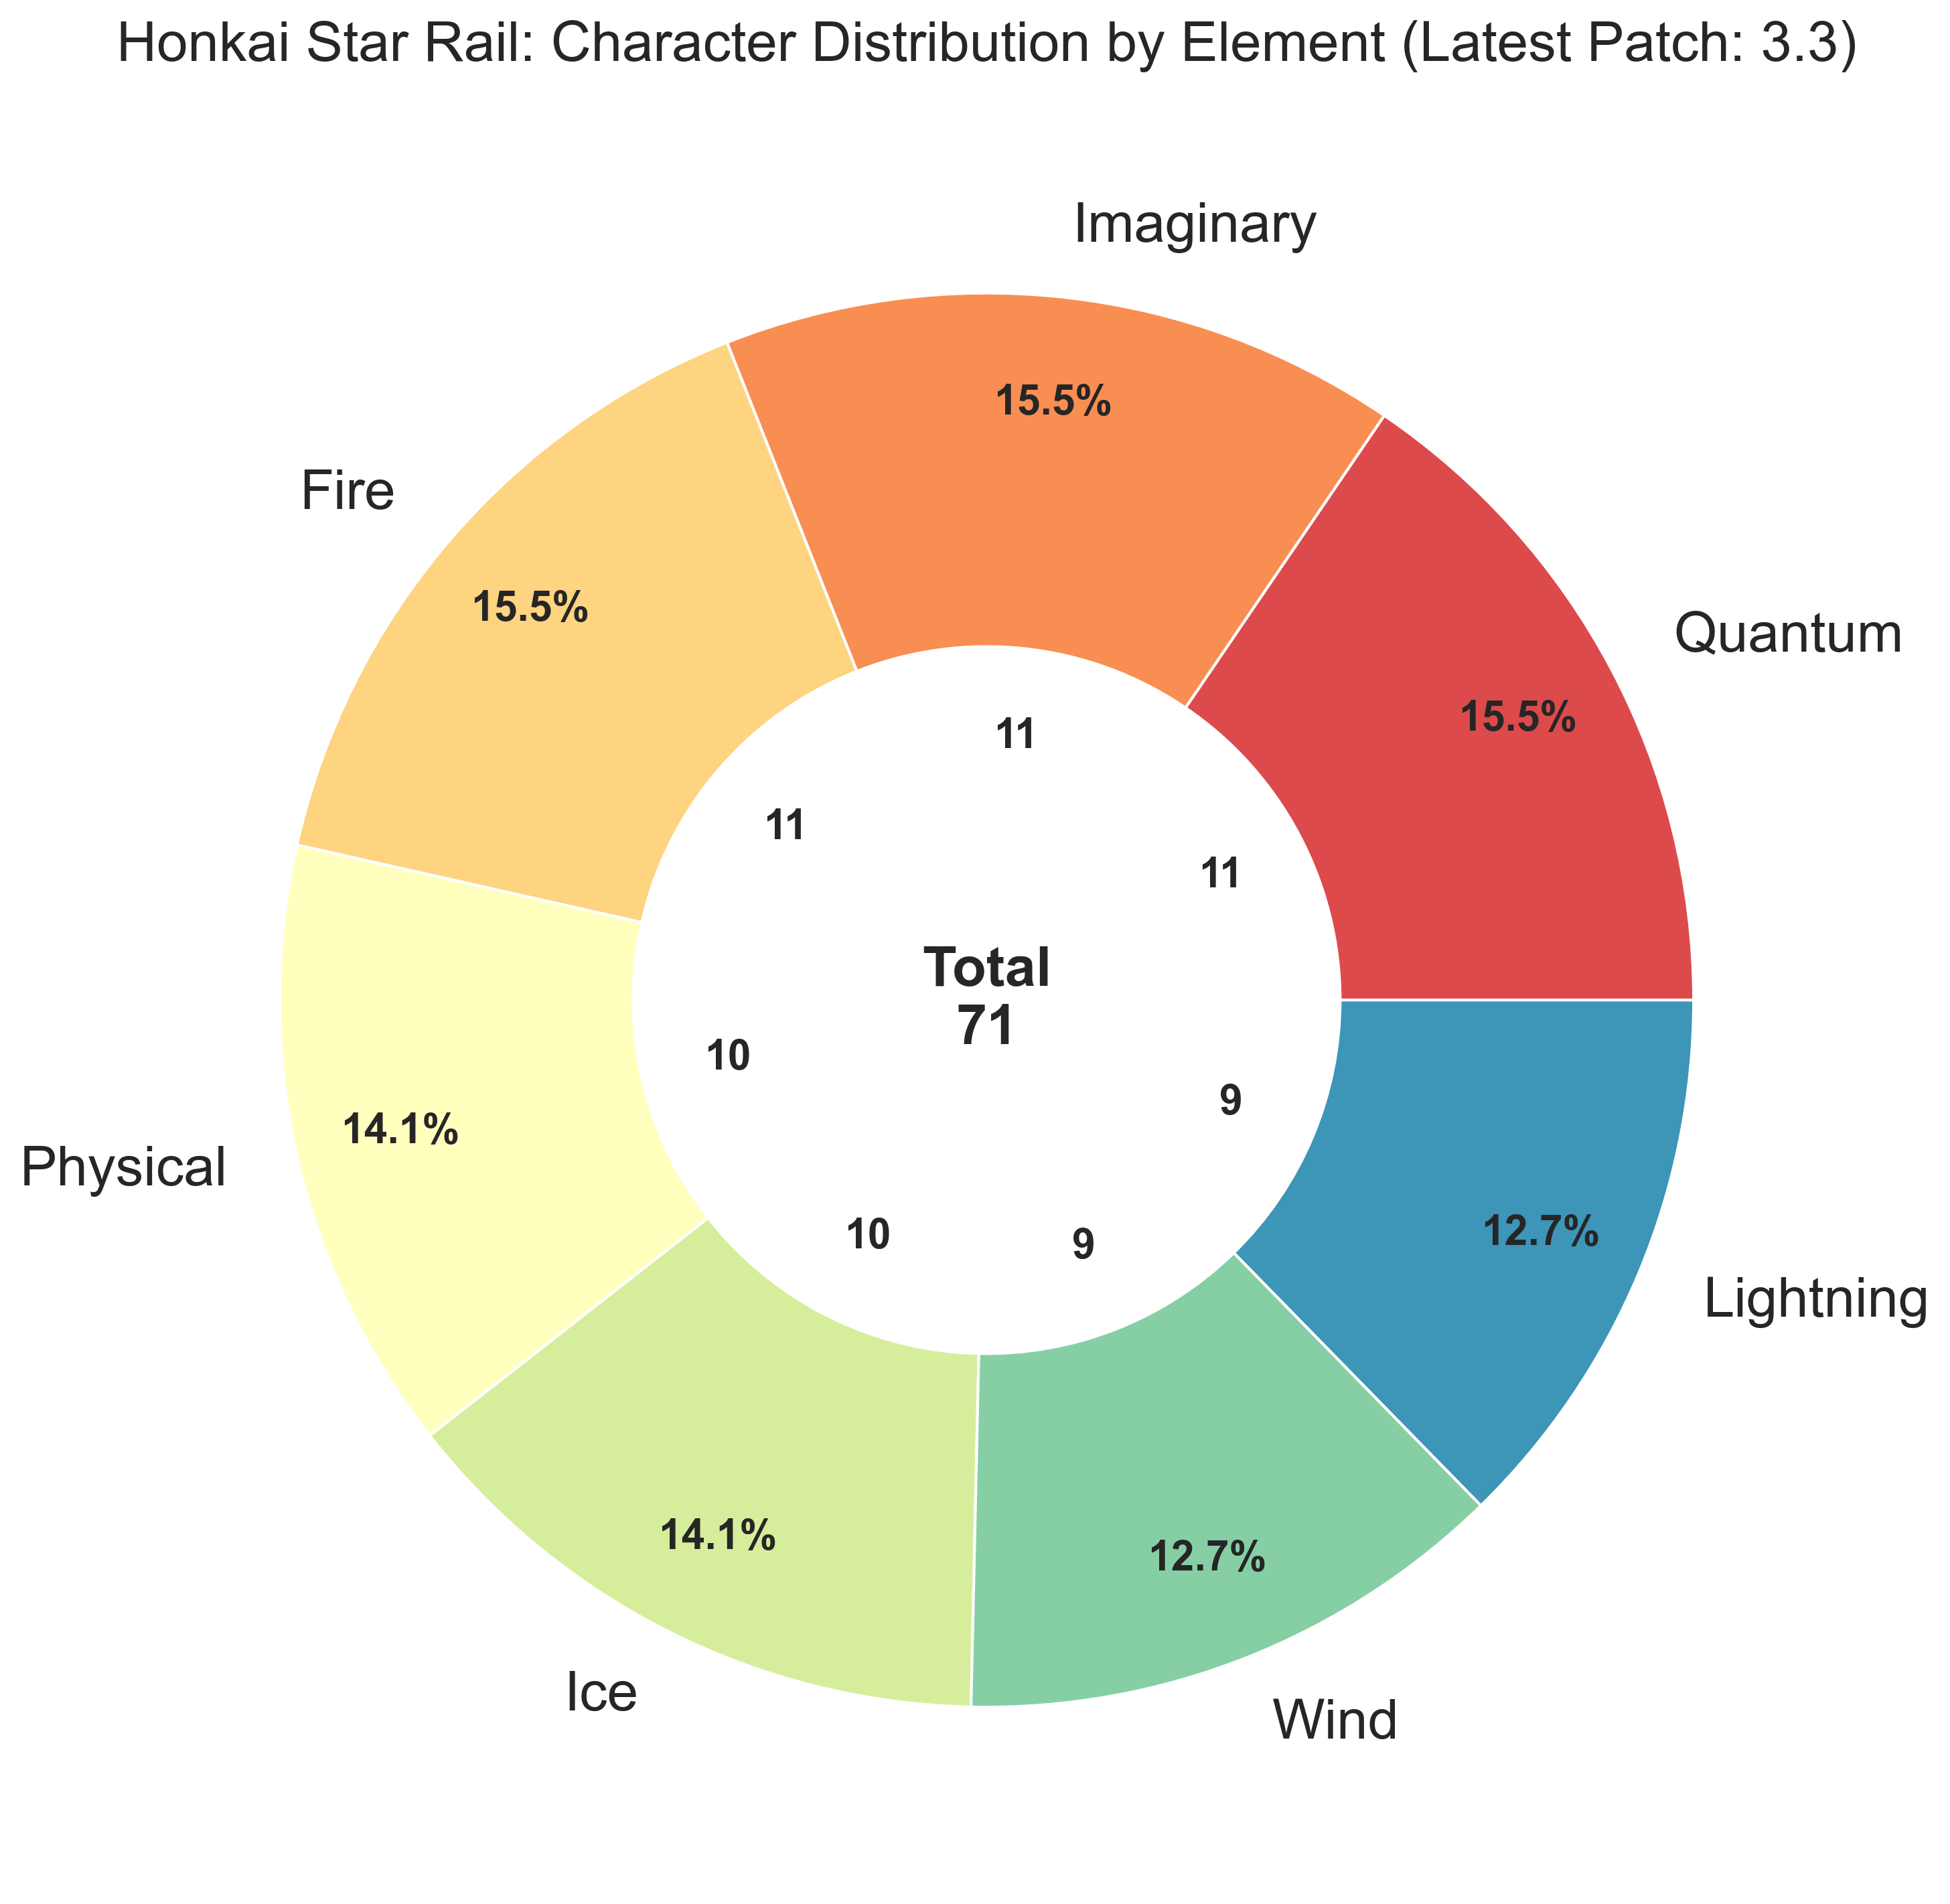 Honkai Star Rail: Character Distribution by Element (Latest Patch: 3.3)
Imaginary
15.5%
Fire
15.5%
Quantum
15.5%
11
11
11
Total
71
10
9
14.1%
Physical
10
9
12.7%
Lightning
14.1%
12.7%
Ice
Wind